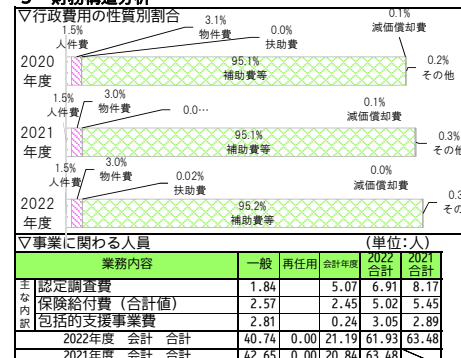 ▽行政費用の性質別割合
1.5%
人件費
3.1%
物件費
0.0%
扶助費
0.1%
減価償却費
2020
年度
95.1%
補助費等
0.2%
その他
1.5%
人件費
3.0%
物件費
0.0…
0.1%
減価償却費
2021
年度
95.1%
補助費等
0.3%
その他
1.5%
人件費
3.0%
物件費
0.02%
扶助費
0.0%
減価償却費
2022
年度
95.2%
補助費等
▽事業に関わる人員 (単位:人)
業務内容 一般 再任用 会計年度 2022合計 2021合計
主な内訳
認定調査費 1.84 5.07 6.91 8.17
保険給付費(合計値) 2.57 2.45 5.02 5.45
包括的支援事業費 2.81 0.24 3.05 2.89
2022年度 会計 合計 40.74 0.00 21.19 61.93 63.48
2021年度 会計 合計 42.65 0.00 20.84 63.48